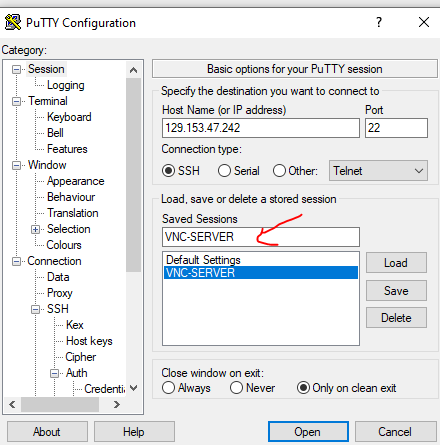 PuTTY Configuration
?
Category:
Session
Logging
Terminal
Keyboard
Bell
Features
Window
Appearance
Behaviour
Translation
Selection
Colours
Connection
Data
Proxy
SSH
Kex
Host keys
Cipher
Auth
Credenti
Basic options for your PuTTY session
Specify the destination you want to connect to
Host Name (or IP address) Port
129.153.47.242 22
Connection type:
SSH Serial Other: Telnet
Load, save or delete a stored session
Saved Sessions
VNC-SERVER
Default Settings
VNC-SERVER
Load
Save
Delete
Close window on exit:
Always Never Only on clean exit
About Help Open Cancel